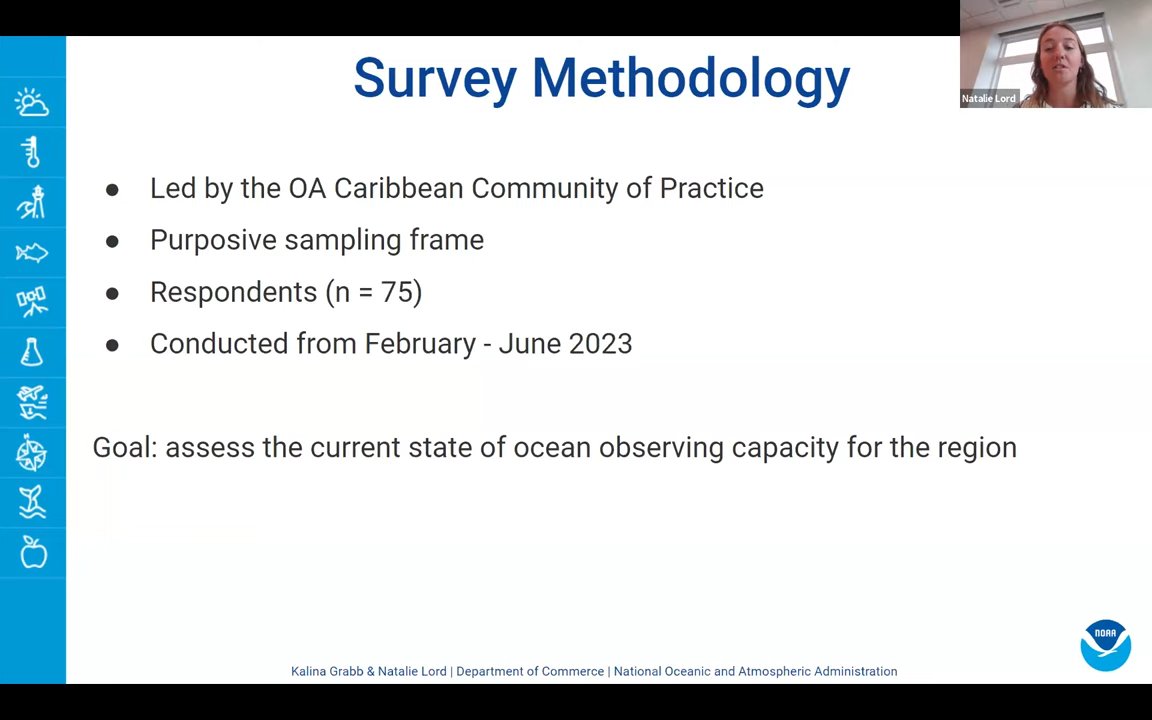 Survey Methodology
Natalie Lord
● Led by the OA Caribbean Community of Practice
● Purposive sampling frame
● Respondents (n = 75)
● Conducted from February - June 2023
Goal: assess the current state of ocean observing capacity for the region
NOAA
Kalina Grabb & Natalie Lord | Department of Commerce | National Oceanic and Atmospheric Administration